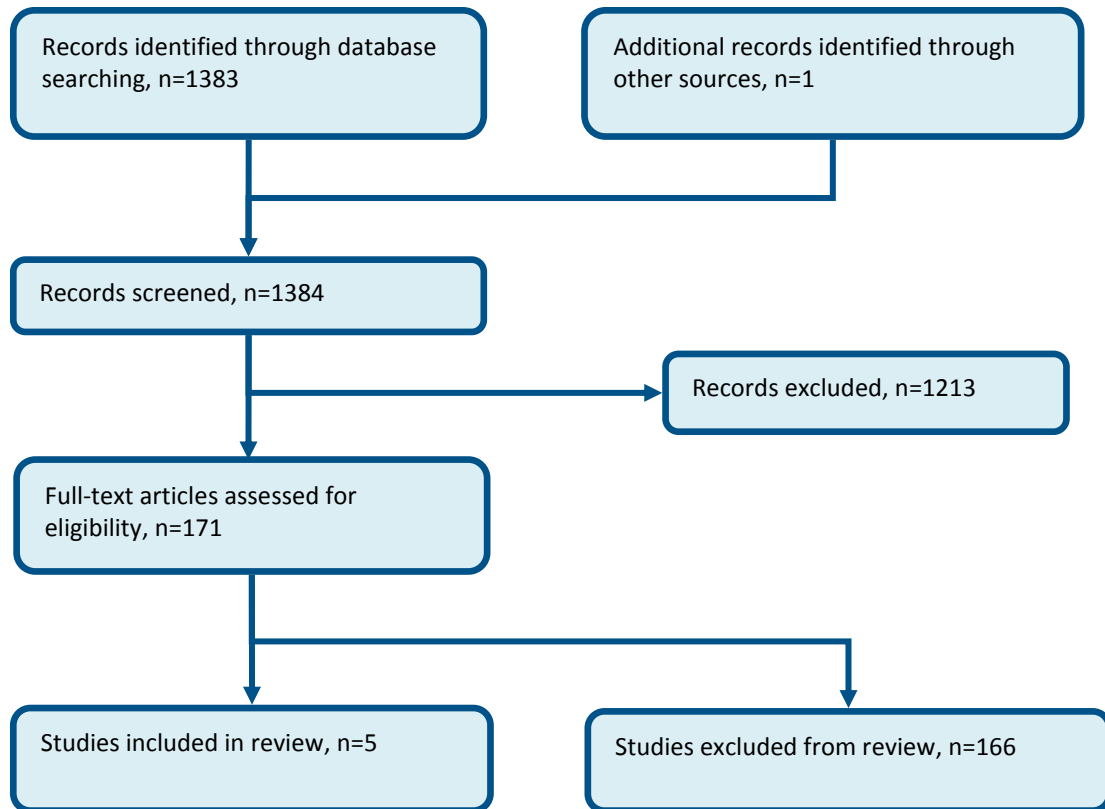 Records identified through database
searching, n=1383
Additional records identified through
other sources, n=1
Records screened, n=1384
Records excluded, n=1213
Full-text articles assessed for
eligibility, n=171
Studies included in review, n=5
Studies excluded from review, n=166